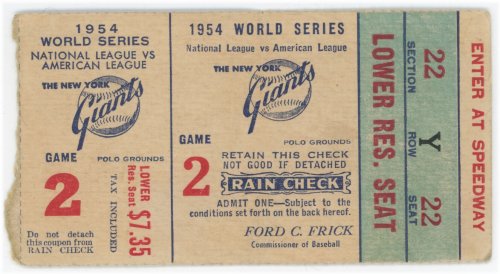 1954
WORLD SERIES
NATIONAL LEAGUE VS
AMERICAN LEAGUE
THE NEW YORK
Giants
GAME
POLO GROUNDS
2
LOWER
Res. Seat
$7.35
TAX INCLUDED
Do not detach
this coupon from
RAIN CHECK
1954 WORLD SERIES
National League vs American League
THE NEW YORK
Giants
GAME
POLO GROUNDS
2
RETAIN THIS CHECK
NOT GOOD IF DETACHED
RAIN CHECK
ADMIT ONE—Subject to the
conditions set forth on the back hereof.
FORD C. FRICK
Commissioner of Baseball
LOWER RES. SEAT
22
SECTION
Y
ROW
22
SEAT
ENTER AT SPEEDWAY